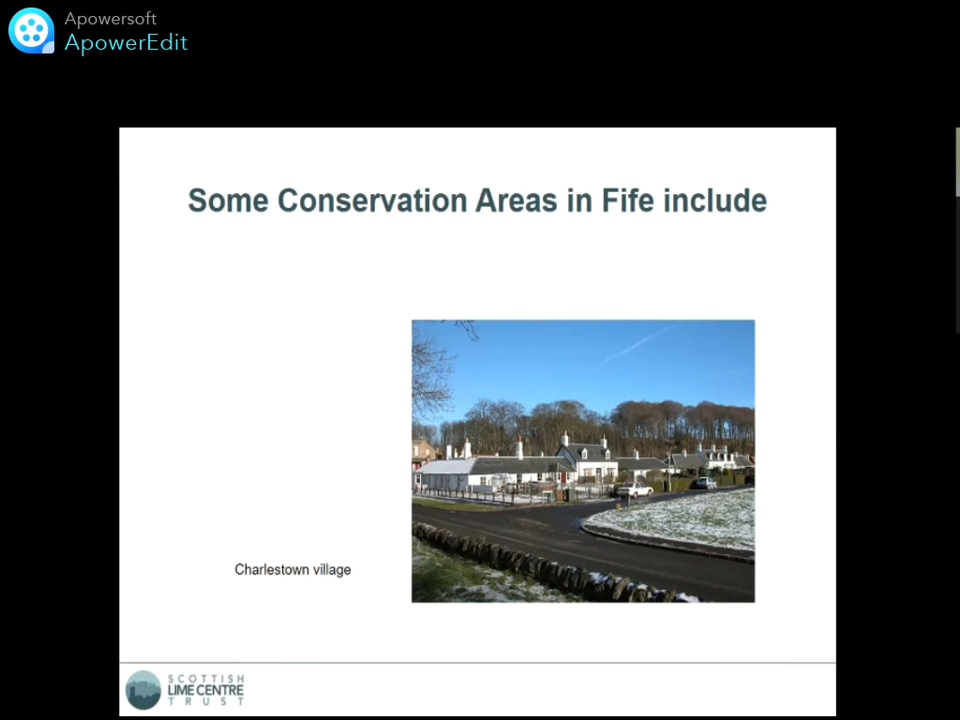 Apowersoft
ApowerEdit
Some Conservation Areas in Fife include
Charlestown village
SCOTTISH
LIME CENTRE
TRUST